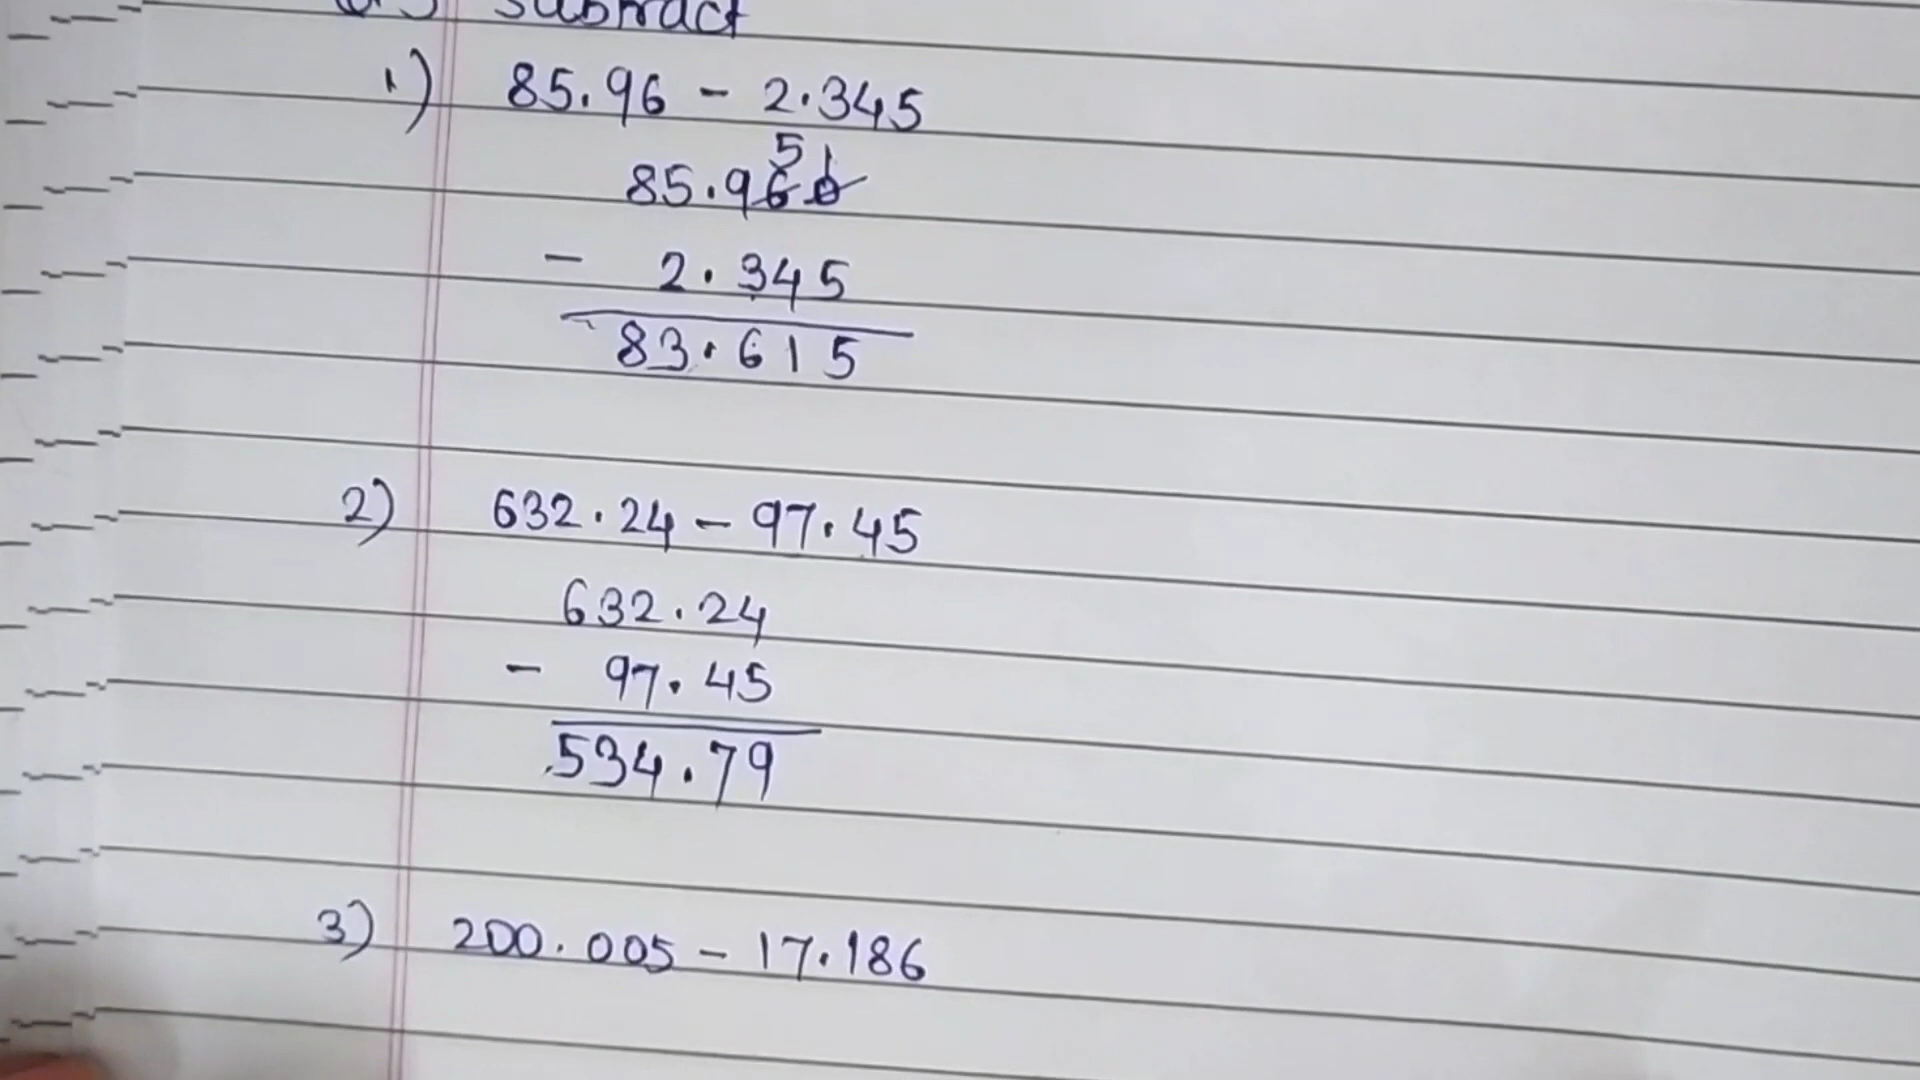 Q.3 Subtract
1) 85.96 - 2.345
5 1
85.960
- 2.345
83.615
2) 632.24 - 97.45
632.24
- 97.45
534.79
3) 200.005 - 17.186